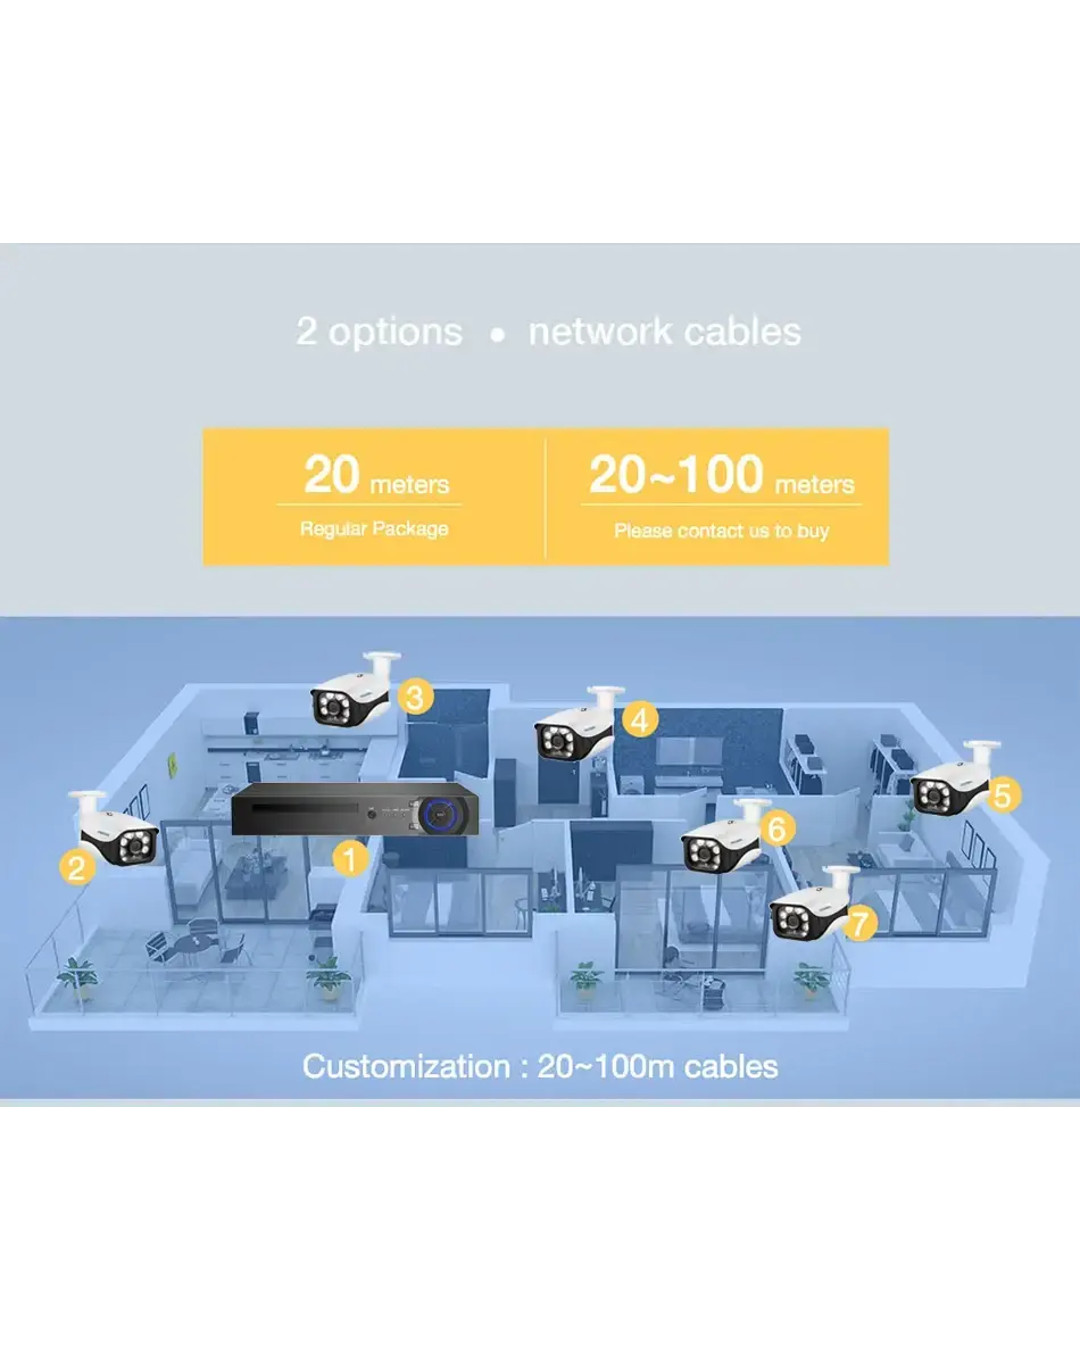 2 options • network cables
20 meters
Regular Package
20~100 meters
Please contact us to buy
3
4
5
6
2
1
7
Customization : 20~100m cables